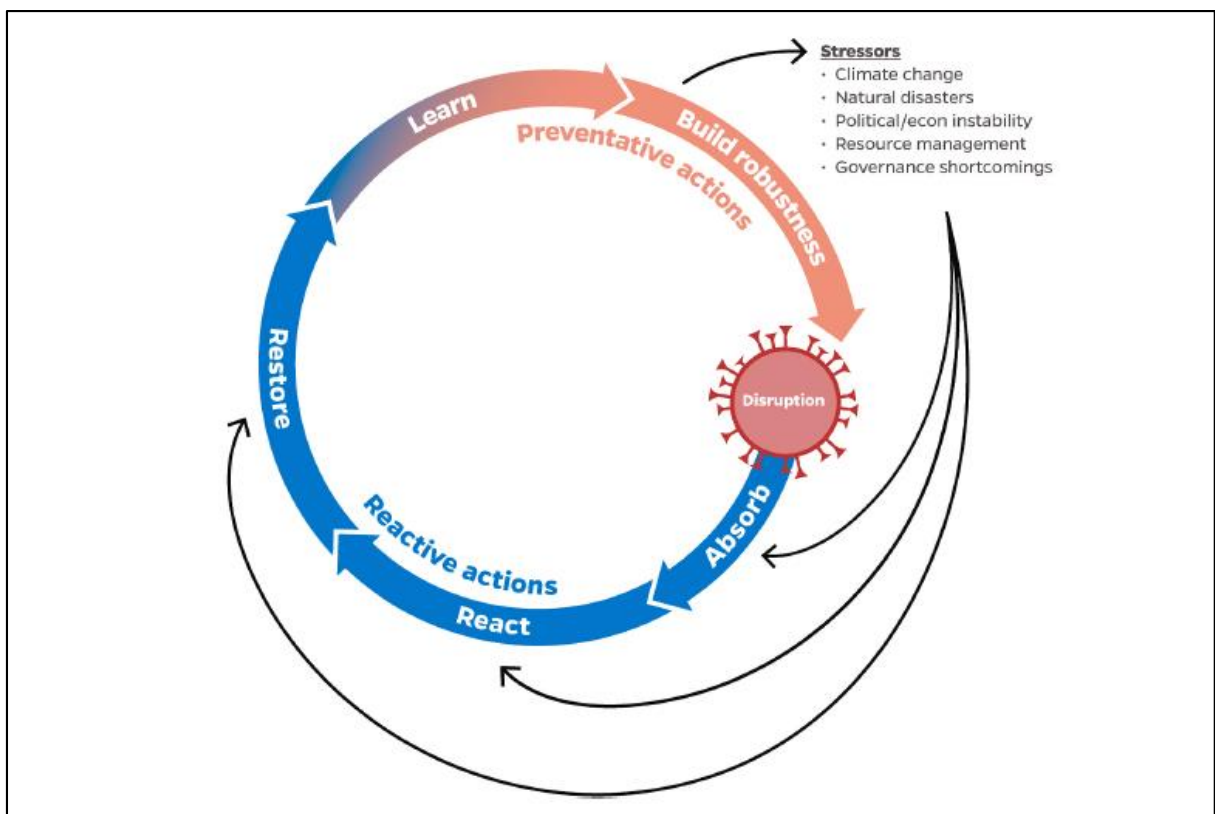 Stressors
· Climate change
· Natural disasters
· Political/econ instability
· Resource management
· Governance shortcomings
Learn
Build robustness
Preventative actions
Disruption
Absorb
React
Reactive actions
Restore